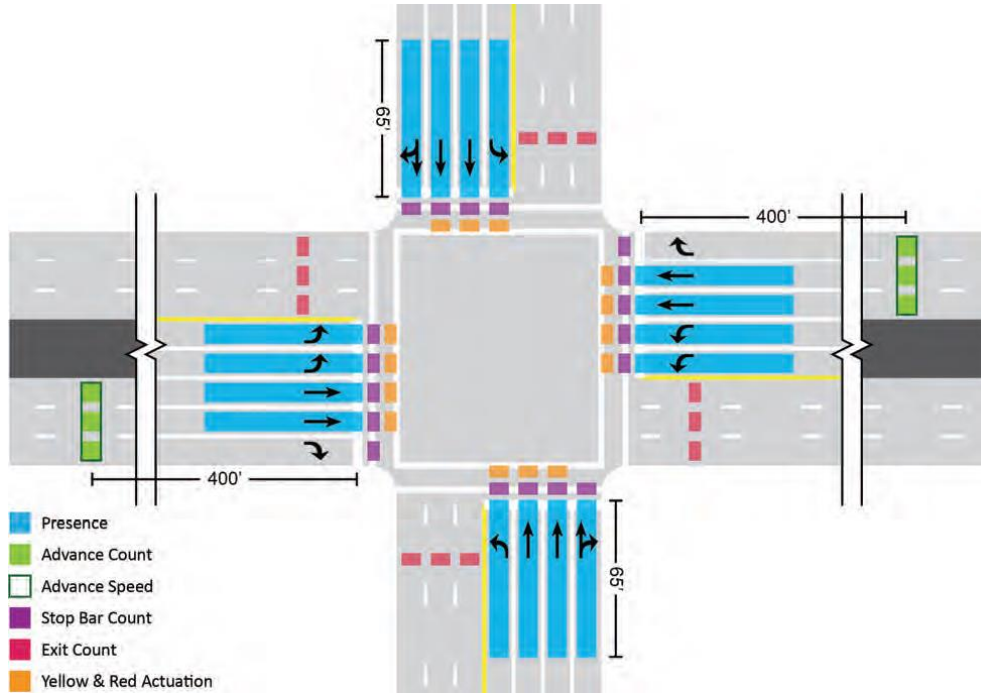 65'
400'
400'
65'
Presence
Advance Count
Advance Speed
Stop Bar Count
Exit Count
Yellow & Red Actuation